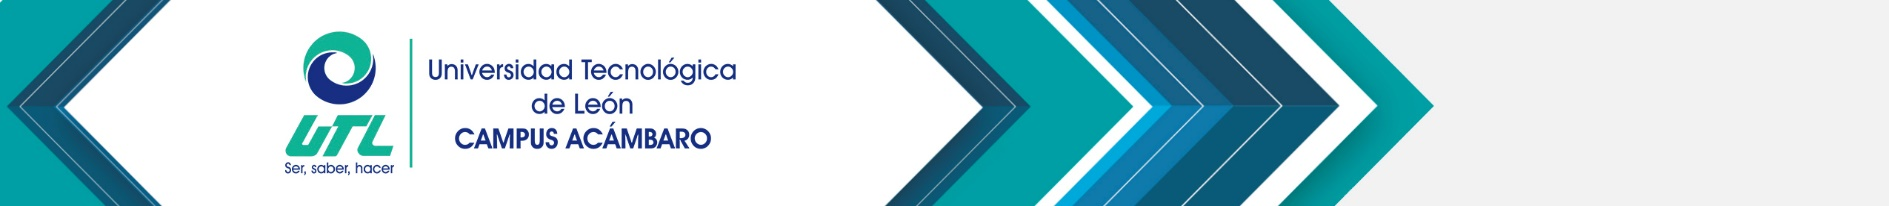 UTL
Ser, saber, hacer
Universidad Tecnológica
de León
CAMPUS ACÁMBARO